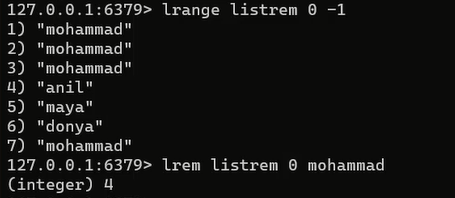 127.0.0.1:6379> lrange listrem 0 -1
1) "mohammad"
2) "mohammad"
3) "mohammad"
4) "anil"
5) "maya"
6) "donya"
7) "mohammad"
127.0.0.1:6379> lrem listrem 0 mohammad
(integer) 4